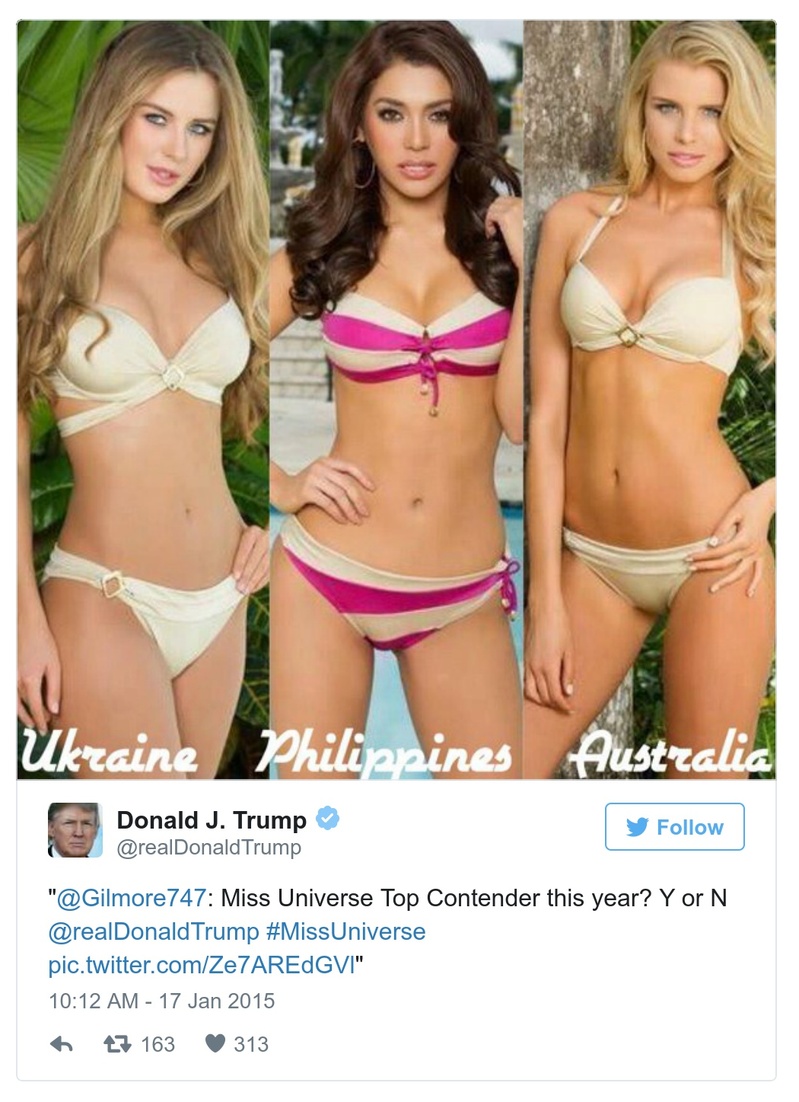 Ukraine Philippines Australia
Donald J. Trump
@realDonaldTrump
Follow
"@Gilmore747: Miss Universe Top Contender this year? Y or N
@realDonaldTrump #MissUniverse
pic.twitter.com/Ze7AREdGVl"
10:12 AM - 17 Jan 2015
163 313